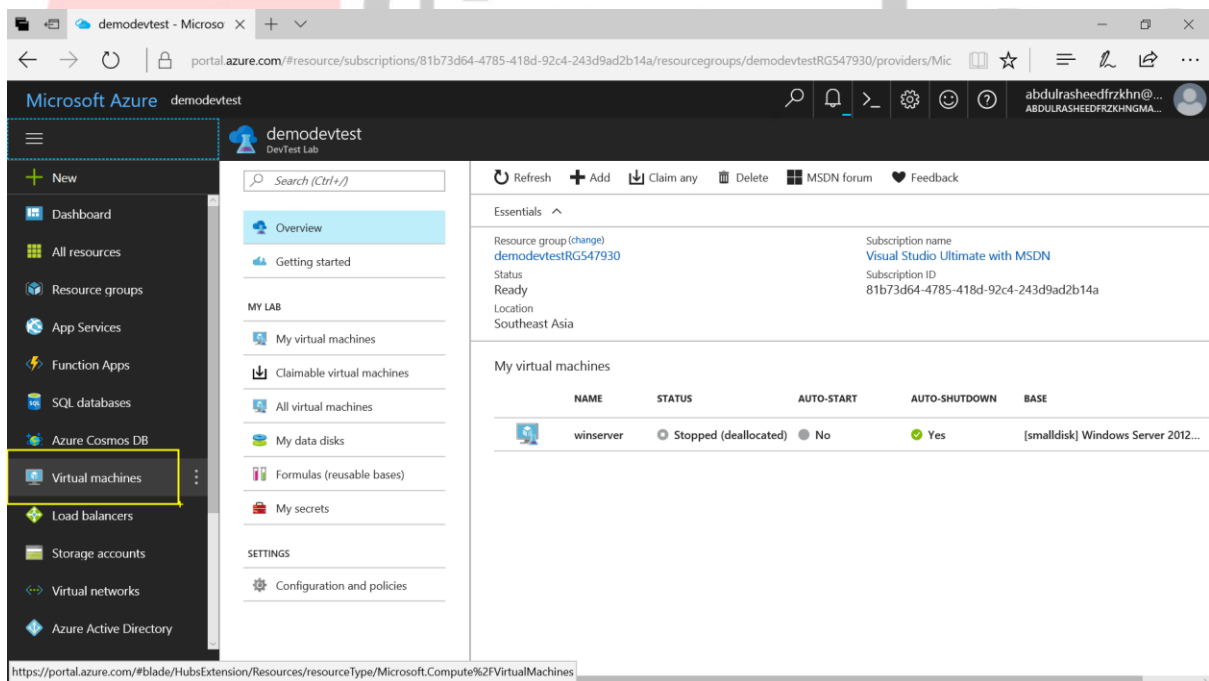 demodevtest - Microso
portal.azure.com/#resource/subscriptions/81b73d64-4785-418d-92c4-243d9ad2b14a/resourcegroups/demodevtestRG547930/providers/Mic
Microsoft Azure demodevtest
abdulrasheedfrzkhn@...
ABDULRASHEEDFRZKHNGMA...
demodevtest
DevTest Lab
New
Dashboard
All resources
Resource groups
App Services
Function Apps
SQL databases
Azure Cosmos DB
Virtual machines
Load balancers
Storage accounts
Virtual networks
Azure Active Directory
Search (Ctrl+/)
Overview
Getting started
MY LAB
My virtual machines
Claimable virtual machines
All virtual machines
My data disks
Formulas (reusable bases)
My secrets
SETTINGS
Configuration and policies
Refresh Add Claim any Delete MSDN forum Feedback
Essentials
Resource group (change)
demodevtestRG547930
Status
Ready
Location
Southeast Asia
Subscription name
Visual Studio Ultimate with MSDN
Subscription ID
81b73d64-4785-418d-92c4-243d9ad2b14a
My virtual machines
NAME STATUS AUTO-START AUTO-SHUTDOWN BASE
winserver Stopped (deallocated) No Yes [smalldisk] Windows Server 2012...
https://portal.azure.com/#blade/HubsExtension/Resources/resourceType/Microsoft.Compute%2FVirtualMachines